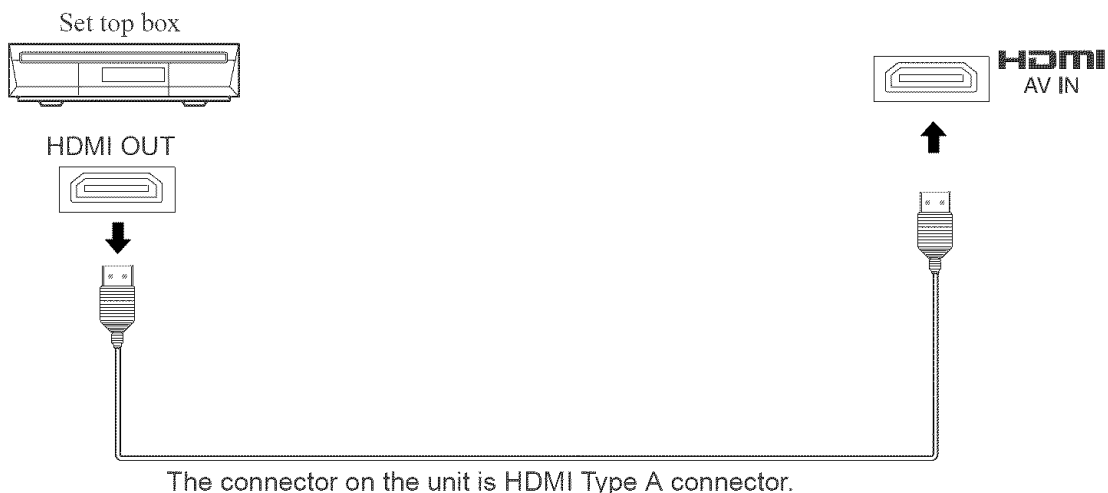 Set top box
HDMI
AV IN
HDMI OUT
The connector on the unit is HDMI Type A connector.